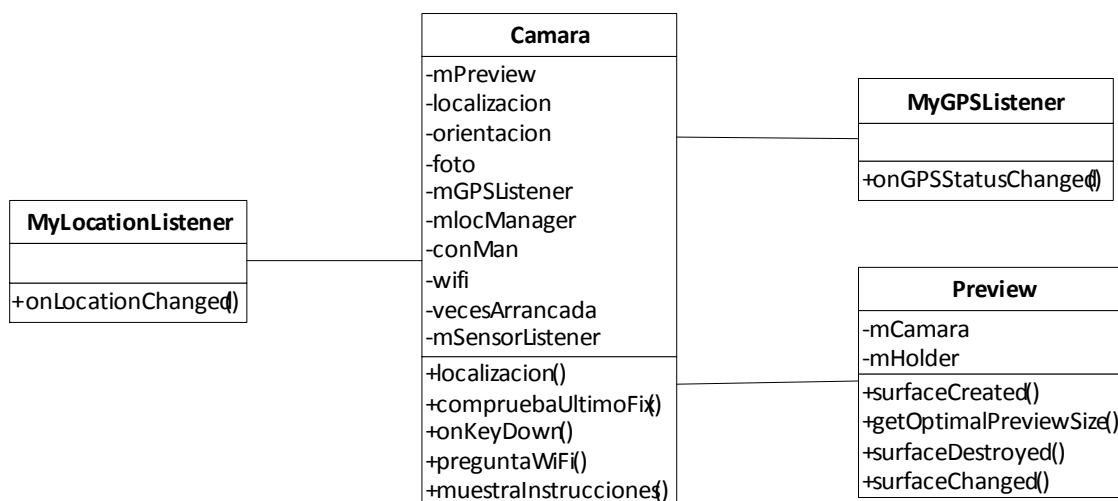 MyLocationListener
+onLocationChanged()
Camara
-mPreview
-localizacion
-orientacion
-foto
-mGPSListener
-mlocManager
-conMan
-wifi
-vecesArrancada
-mSensorListener
+localizacion()
+compruebaUltimoFix()
+onKeyDown()
+preguntaWiFi()
+muestraInstrucciones()
MyGPSListener
+onGPSStatusChanged()
Preview
-mCamara
-mHolder
+surfaceCreated()
+getOptimalPreviewSize()
+surfaceDestroyed()
+surfaceChanged()